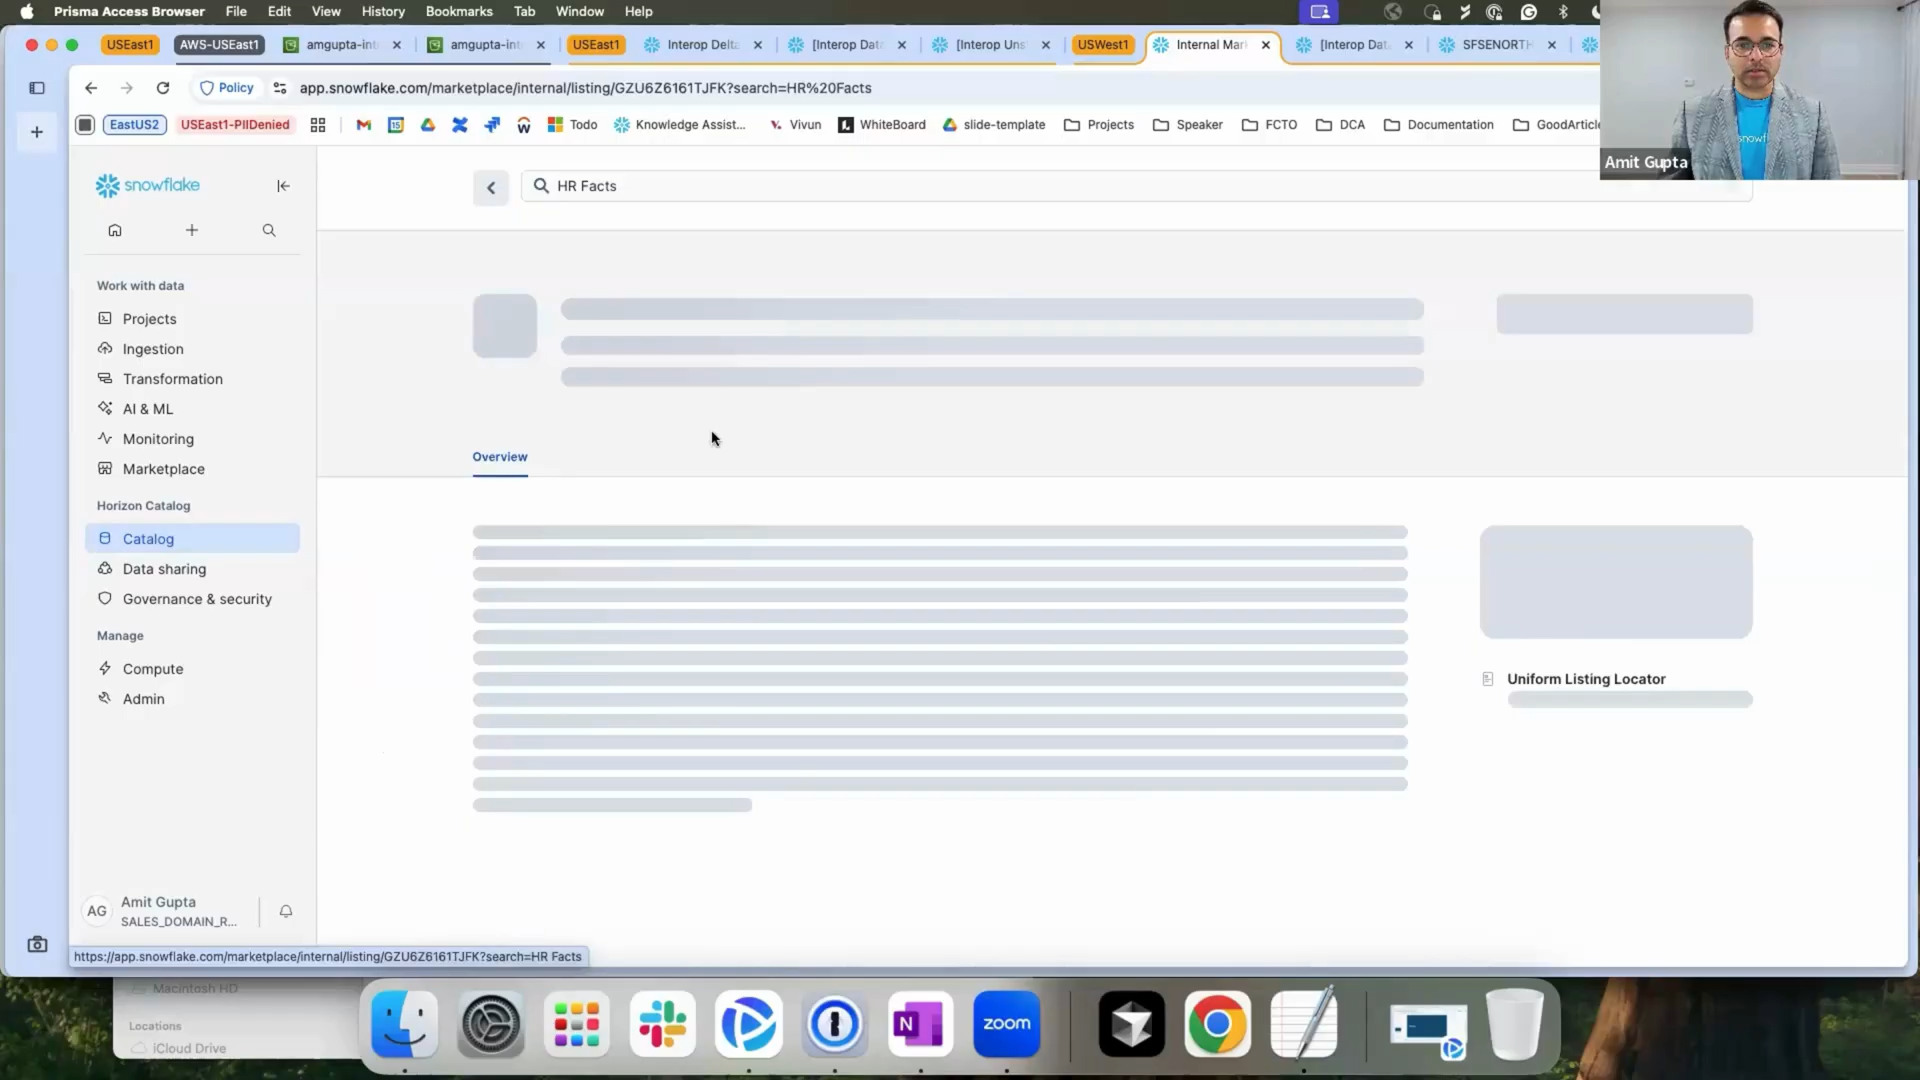 Prisma Access Browser File Edit View History Bookmarks Tab Window Help
USEast1 AWS-USEast1 amgupta-int amgupta-int USEast1 Interop Delt [Interop Dat [Interop Uns USWest1 Internal Mar [Interop Dat SFSENORTH
Policy app.snowflake.com/marketplace/internal/listing/GZU6Z6161TJFK?search=HR%20Facts
EastUS2 USEast1-PIIDenied Todo Knowledge Assist... Vivun WhiteBoard slide-template Projects Speaker FCTO DCA Documentation GoodArticle
snowfl
Amit Gupta
snowflake
HR Facts
Work with data
Projects
Ingestion
Transformation
AI & ML
Monitoring
Marketplace
Overview
Horizon Catalog
Catalog
Data sharing
Governance & security
Manage
Compute
Admin
Uniform Listing Locator
AG Amit Gupta
SALES_DOMAIN_R...
https://app.snowflake.com/marketplace/internal/listing/GZU6Z6161TJFK?search=HR Facts
Macintosh HD
Locations
iCloud Drive
N
zoom